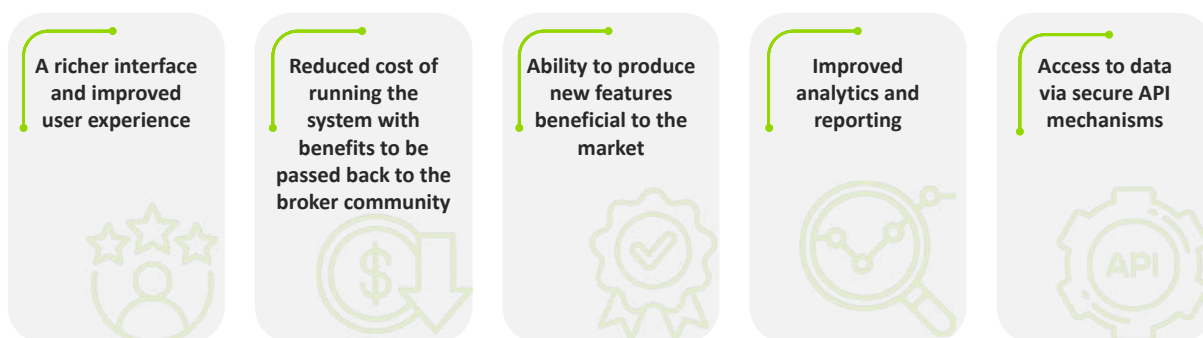 A richer interface
and improved
user experience
Reduced cost of
running the
system with
benefits to be
passed back to the
broker community
Ability to produce
new features
beneficial to the
market
Improved
analytics and
reporting
Access to data
via secure API
mechanisms
$
API